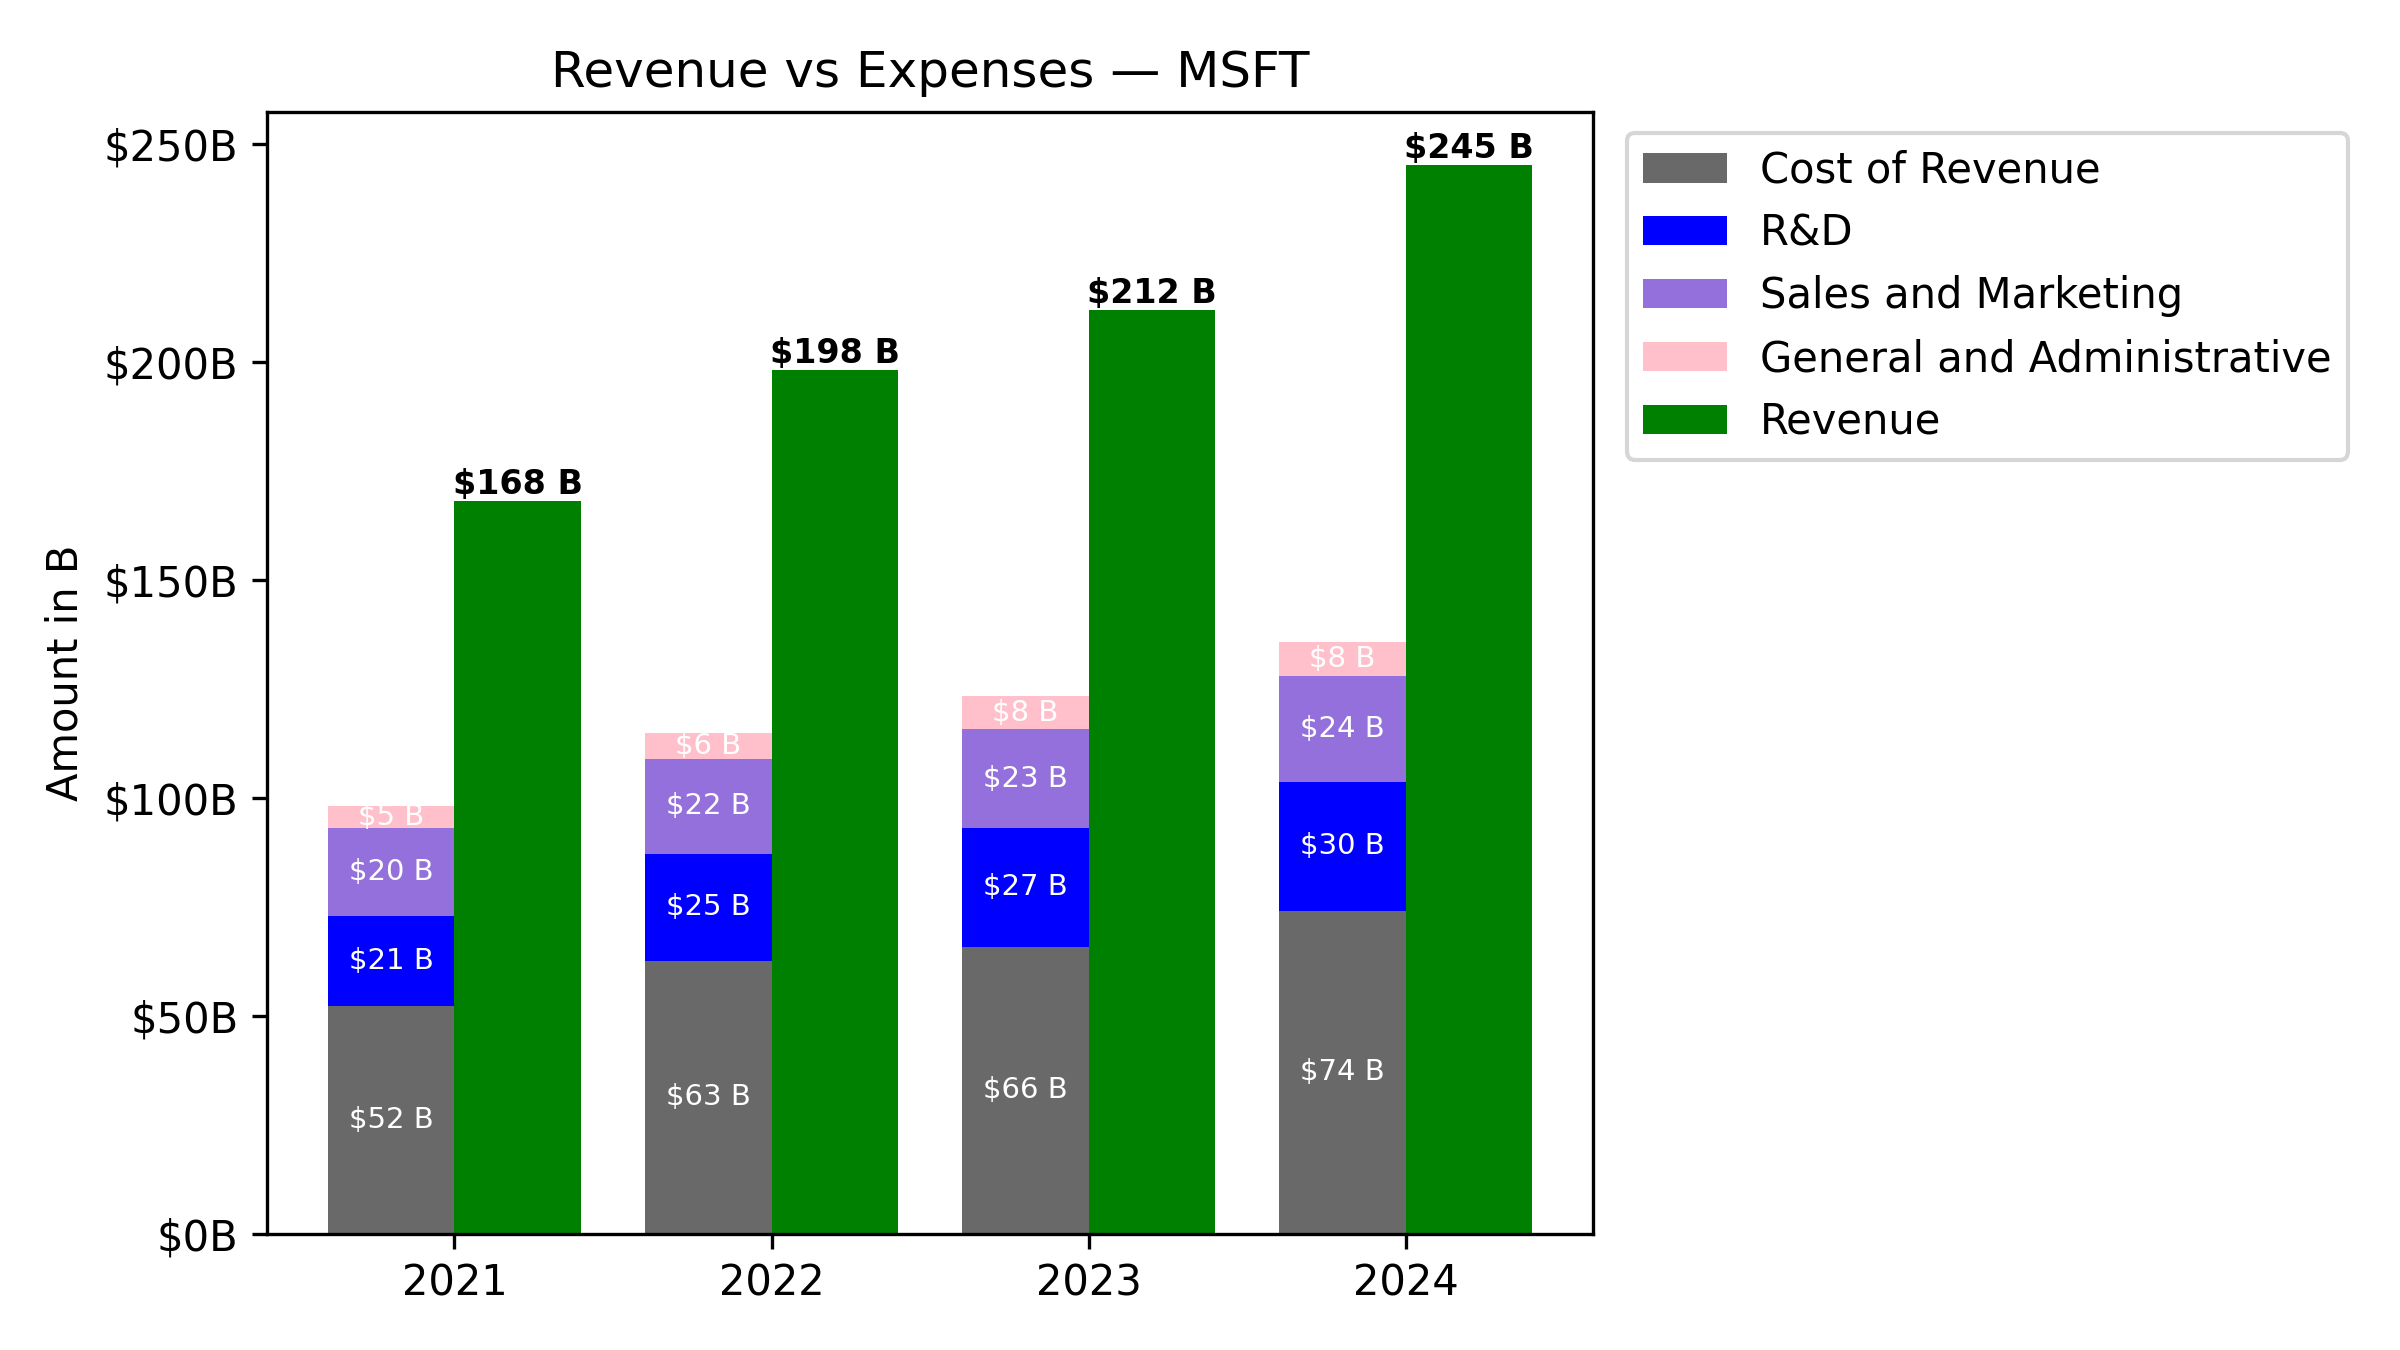 Revenue vs Expenses — MSFT
Amount in B
$250B
$200B
$150B
$100B
$50B
$0B
$168 B
$198 B
$212 B
$245 B
$5 B
$20 B
$21 B
$52 B
$6 B
$22 B
$25 B
$63 B
$8 B
$23 B
$27 B
$66 B
$8 B
$24 B
$30 B
$74 B
2021
2022
2023
2024
Cost of Revenue
R&D
Sales and Marketing
General and Administrative
Revenue